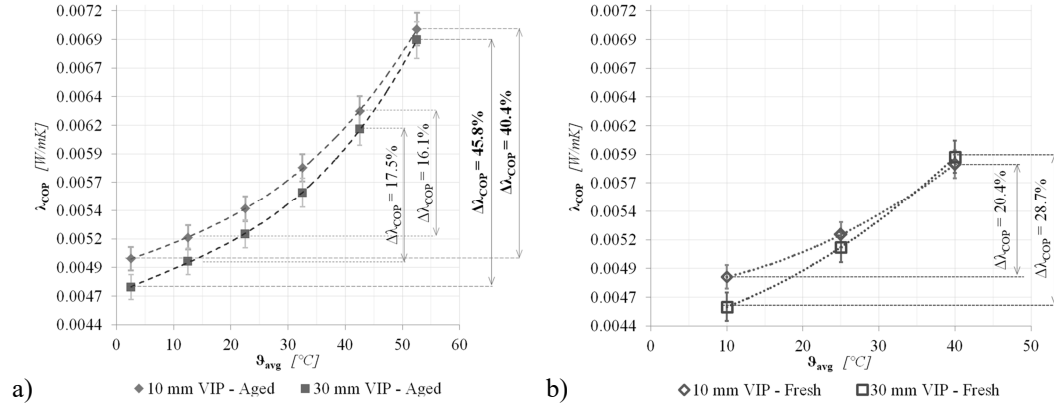 0.0072
0.0069
0.0067
0.0064
0.0062
0.0059
0.0057
0.0054
0.0052
0.0049
0.0047
0.0044
λCOP [W/mK]
0 10 20 30 40 50 60
ϑavg [°C]
ΔλCOP = 17.5%
ΔλCOP = 16.1%
ΔλCOP = 45.8%
ΔλCOP = 40.4%
a)
10 mm VIP - Aged 30 mm VIP - Aged
0.0072
0.0069
0.0067
0.0064
0.0062
0.0059
0.0057
0.0054
0.0052
0.0049
0.0047
0.0044
λCOP [W/mK]
0 10 20 30 40 50
ϑavg [°C]
ΔλCOP = 20.4%
ΔλCOP = 28.7%
b)
10 mm VIP - Fresh 30 mm VIP - Fresh